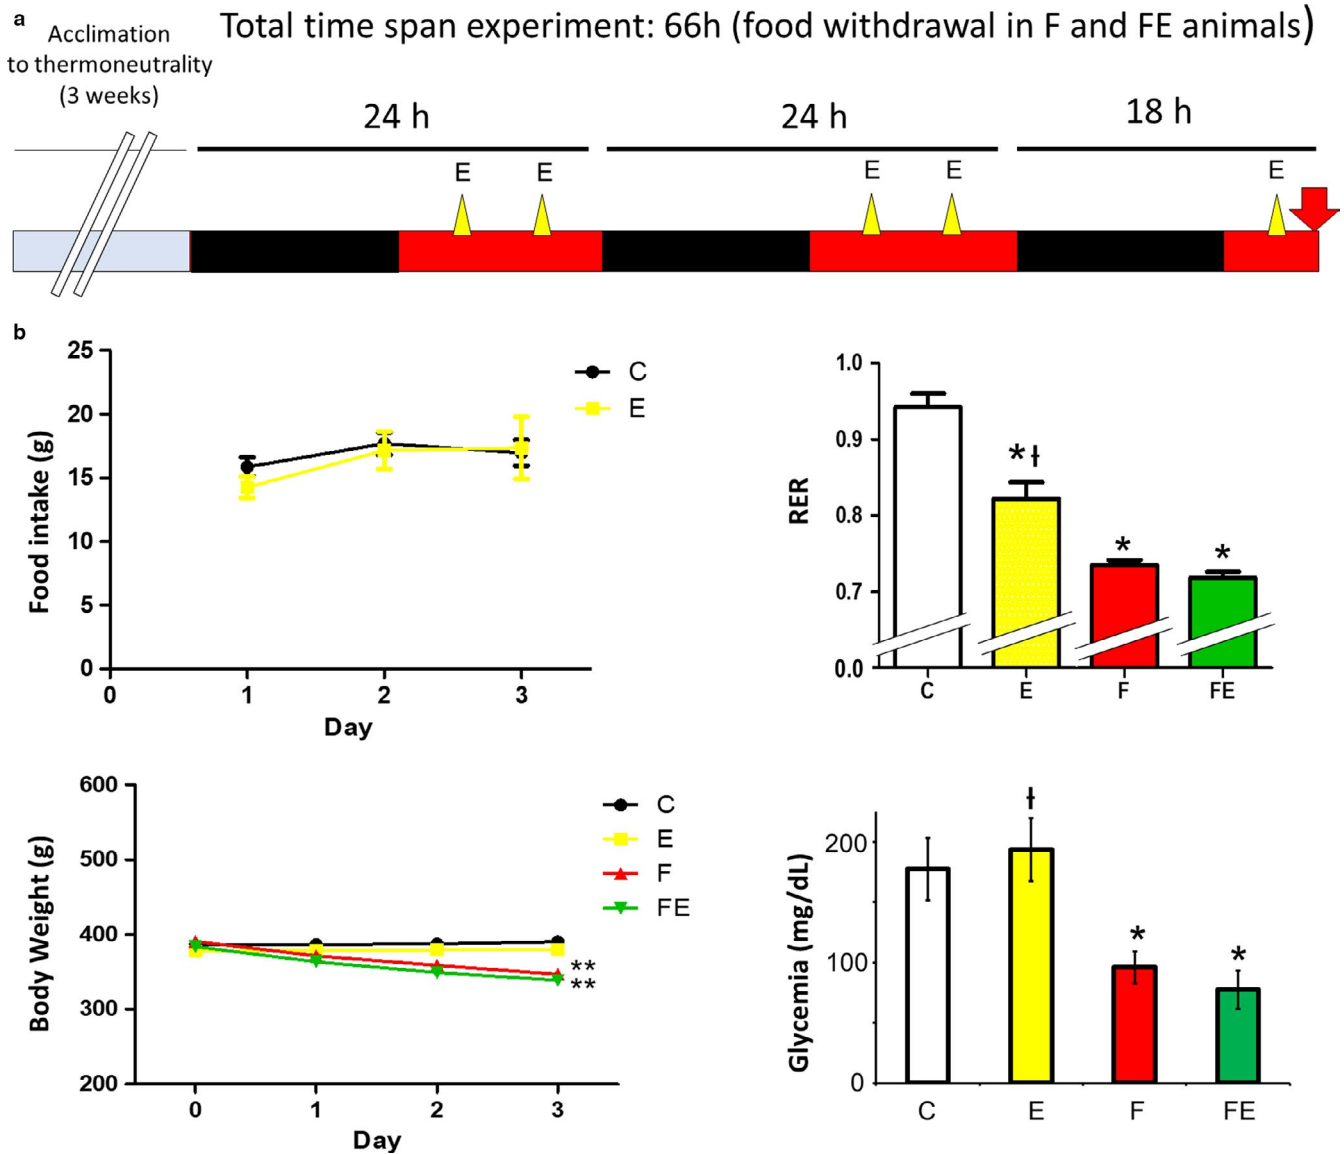 a
Total time span experiment: 66h (food withdrawal in F and FE animals)
Acclimation
to thermoneutrality
(3 weeks)
24 h
24 h
18 h
E
E
E
E
E
b
25
20
15
10
5
0
Food intake (g)
0
1
2
3
Day
C
E
1.0
0.9
0.8
0.7
0.0
RER
*ƚ
*
*
C
E
F
FE
600
500
400
300
200
Body Weight (g)
0
1
2
3
Day
C
E
F
FE
**
**
200
100
0
Glycemia (mg/dL)
ƚ
*
*
C
E
F
FE